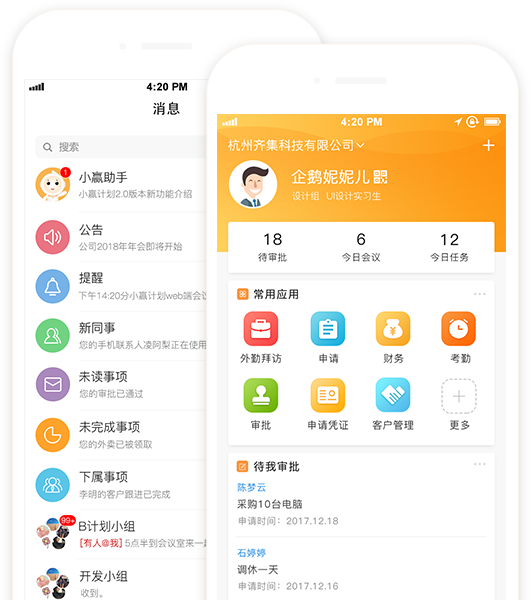 4:20 PM
消息
搜索
1
小赢助手
小赢计划2.0版本新功能介绍
公告
公司2018年年会即将开始
提醒
下午14:20分小赢计划web端会议
新同事
您的手机联系人凌阿梨正在使用
未读事项
您的审批已通过
未完成事项
您的外卖已被领取
下属事项
李明的客户跟进已完成
99+
B计划小组
[有人@我] 5点半到会议室来一
开发小组
收到。
4:20 PM
杭州齐集科技有限公司
企鹅妮妮儿
设计组 UI设计实习生
18 6 12
待审批 今日会议 今日任务
常用应用
外勤拜访 申请 财务 考勤
审批 申请凭证 客户管理 更多
待我审批
陈梦云
采购10台电脑
申请时间：2017.12.18
石婷婷
调休一天
申请时间：2017.12.16